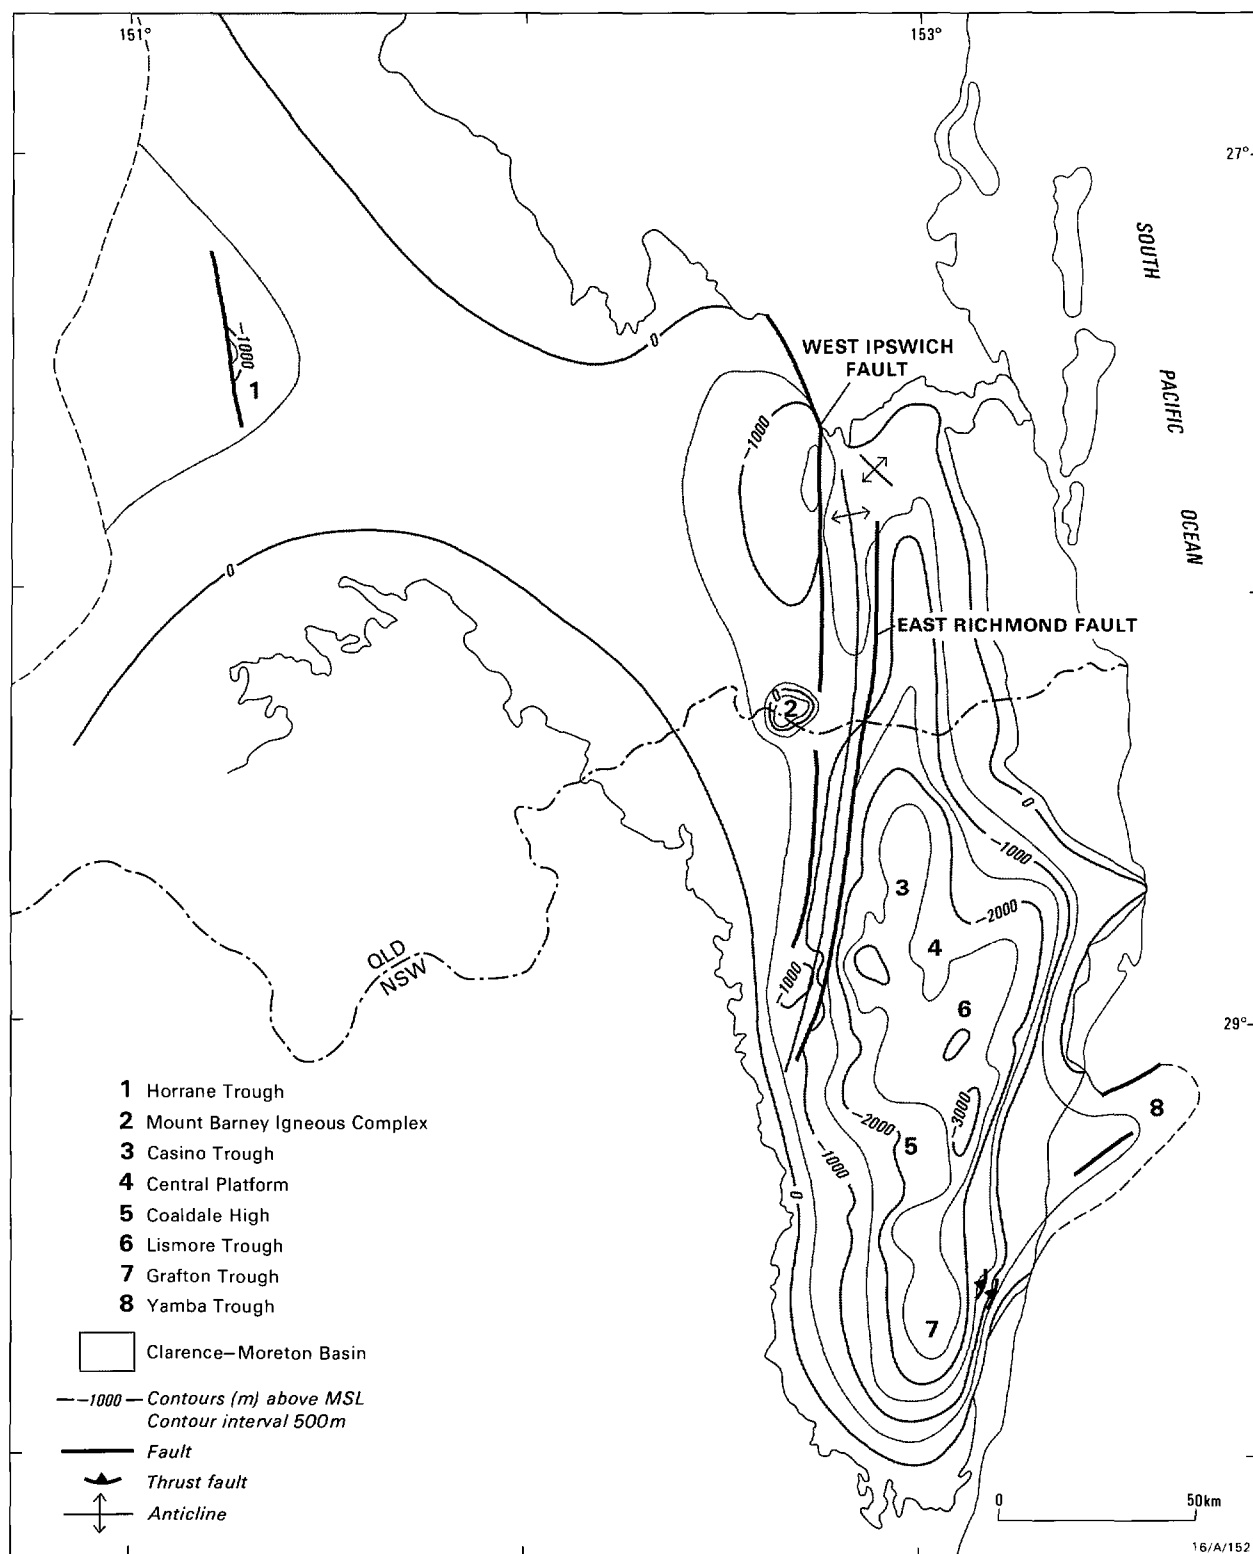 151°
153°
27°
SOUTH
PACIFIC
OCEAN
WEST IPSWICH
FAULT
0
-1000
1
-1000
0
EAST RICHMOND FAULT
0
2
0
-1000
3
-2000
4
QLD
NSW
-1000
6
29°
-3000
8
-2000
5
-1000
0
7
1 Horrane Trough
2 Mount Barney Igneous Complex
3 Casino Trough
4 Central Platform
5 Coaldale High
6 Lismore Trough
7 Grafton Trough
8 Yamba Trough
Clarence–Moreton Basin
-1000 Contours (m) above MSL
Contour interval 500m
Fault
Thrust fault
Anticline
0 50km
16/A/152